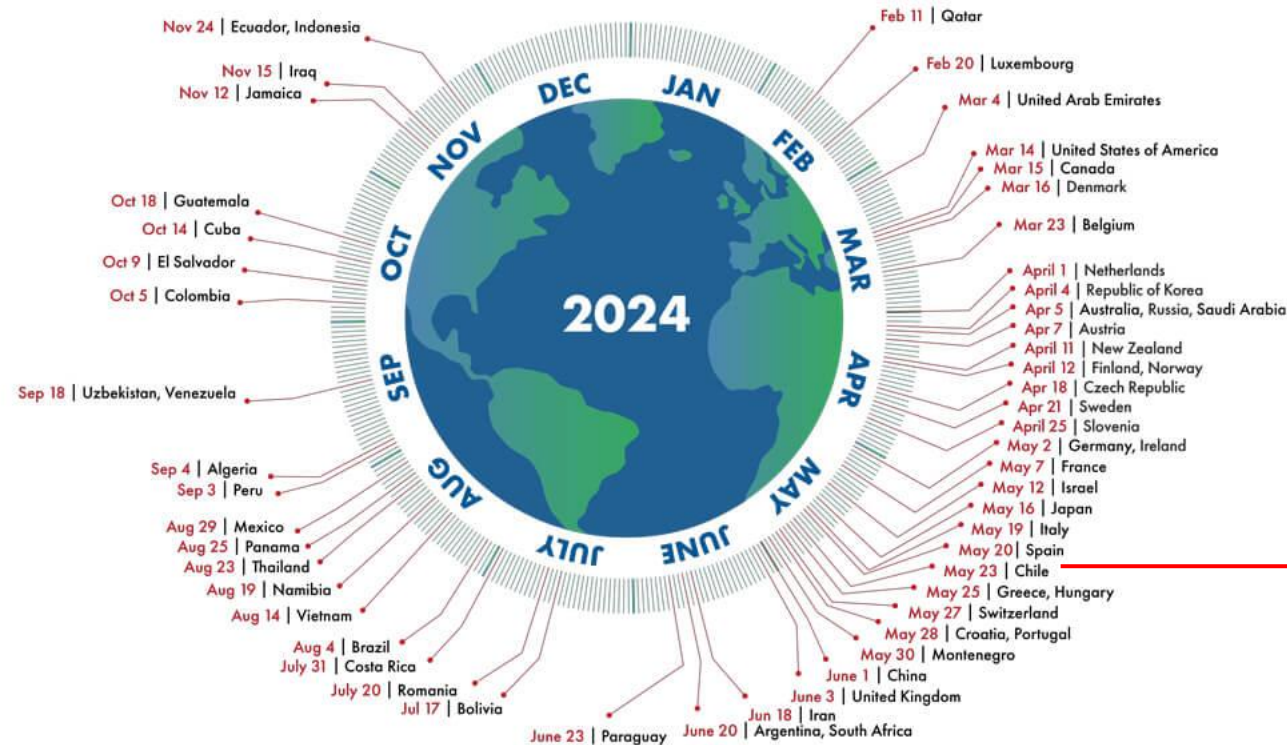 Nov 24 | Ecuador, Indonesia
Nov 15 | Iraq
Nov 12 | Jamaica
Oct 18 | Guatemala
Oct 14 | Cuba
Oct 9 | El Salvador
Oct 5 | Colombia
Sep 18 | Uzbekistan, Venezuela
Sep 4 | Algeria
Sep 3 | Peru
Aug 29 | Mexico
Aug 25 | Panama
Aug 23 | Thailand
Aug 19 | Namibia
Aug 14 | Vietnam
Aug 4 | Brazil
July 31 | Costa Rica
July 20 | Romania
Jul 17 | Bolivia
JAN
FEB
MAR
APR
MAY
JUNE
JULY
AUG
SEP
OCT
NOV
DEC
2024
Feb 11 | Qatar
Feb 20 | Luxembourg
Mar 4 | United Arab Emirates
Mar 14 | United States of America
Mar 15 | Canada
Mar 16 | Denmark
Mar 23 | Belgium
April 1 | Netherlands
April 4 | Republic of Korea
Apr 5 | Australia, Russia, Saudi Arabia
Apr 7 | Austria
April 11 | New Zealand
April 12 | Finland, Norway
Apr 18 | Czech Republic
Apr 21 | Sweden
April 25 | Slovenia
May 2 | Germany, Ireland
May 7 | France
May 12 | Israel
May 16 | Japan
May 19 | Italy
May 20 | Spain
May 23 | Chile
May 25 | Greece, Hungary
May 27 | Switzerland
May 28 | Croatia, Portugal
May 30 | Montenegro
June 1 | China
June 3 | United Kingdom
Jun 18 | Iran
June 20 | Argentina, South Africa
June 23 | Paraguay